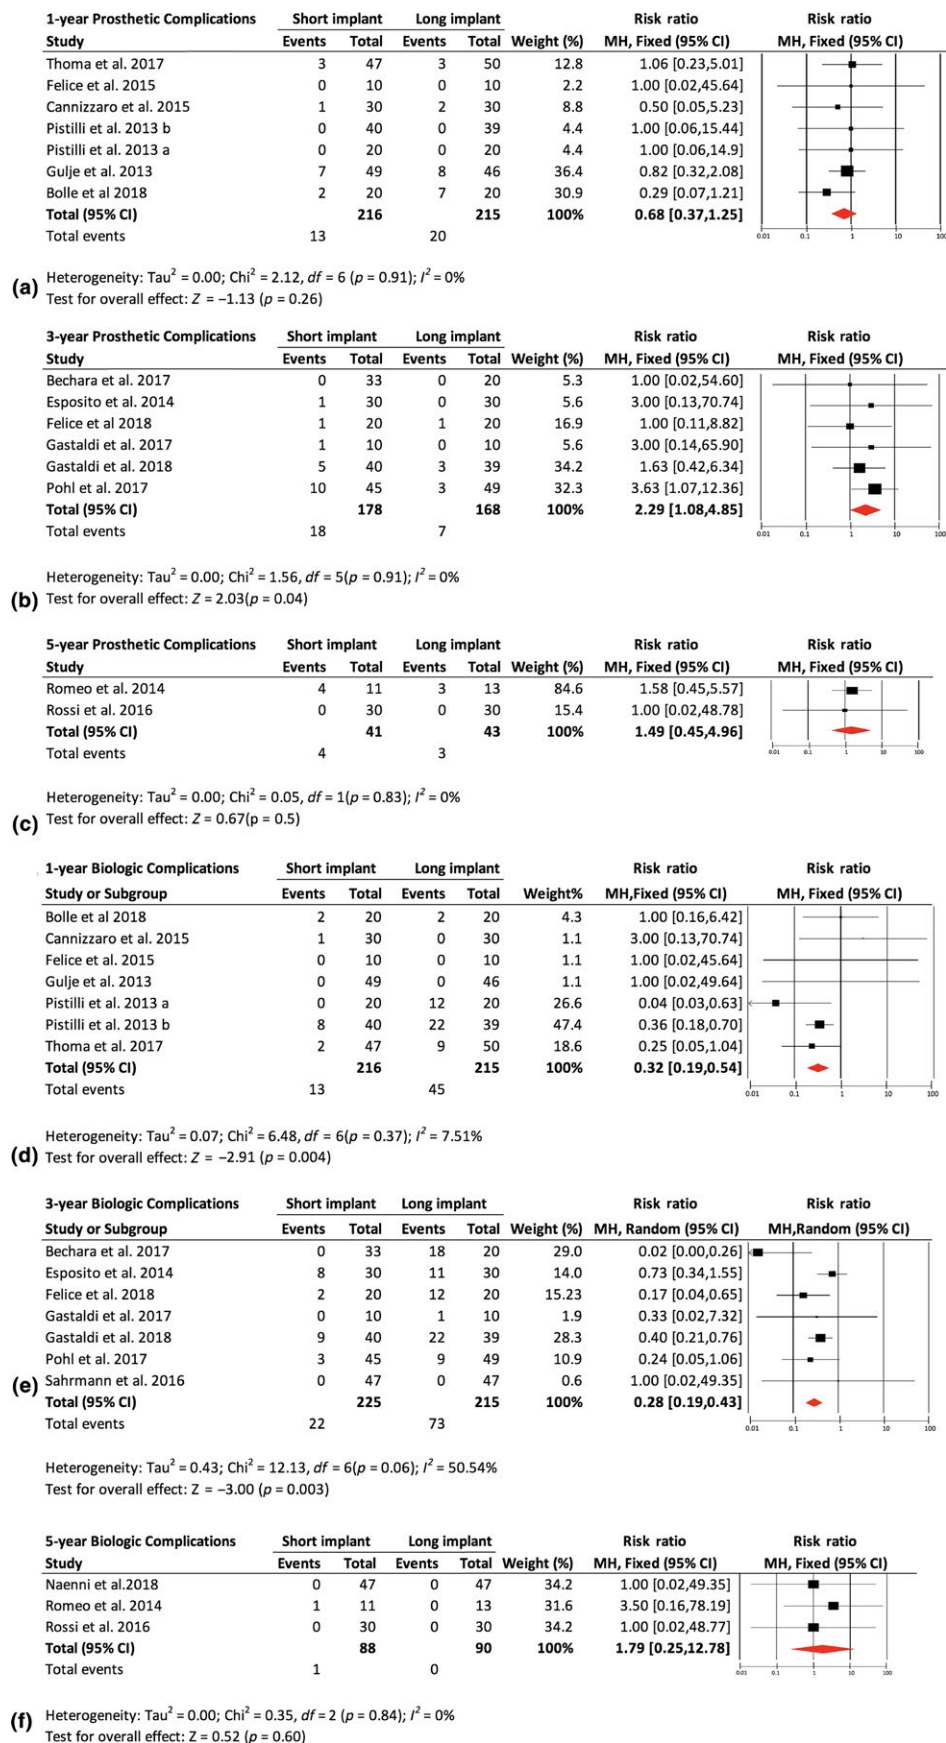 1-year Prosthetic Complications Short implant Long implant Risk ratio Risk ratio
Study Events Total Events Total Weight (%) MH, Fixed (95% CI) MH, Fixed (95% CI)
Thoma et al. 2017 3 47 3 50 12.8 1.06 [0.23,5.01]
Felice et al. 2015 0 10 0 10 2.2 1.00 [0.02,45.64]
Cannizzaro et al. 2015 1 30 2 30 8.8 0.50 [0.05,5.23]
Pistilli et al. 2013 b 0 40 0 39 4.4 1.00 [0.06,15.44]
Pistilli et al. 2013 a 0 20 0 20 4.4 1.00 [0.06,14.9]
Gulje et al. 2013 7 49 8 46 36.4 0.82 [0.32,2.08]
Bolle et al 2018 2 20 7 20 30.9 0.29 [0.07,1.21]
Total (95% CI) 216 215 100% 0.68 [0.37,1.25]
Total events 13 20
0.01 0.1 1 10 100
Heterogeneity: Tau² = 0.00; Chi² = 2.12, df = 6 (p = 0.91); I² = 0%
(a) Test for overall effect: Z = −1.13 (p = 0.26)
3-year Prosthetic Complications Short implant Long implant Risk ratio Risk ratio
Study Events Total Events Total Weight (%) MH, Fixed (95% CI) MH, Fixed (95% CI)
Bechara et al. 2017 0 33 0 20 5.3 1.00 [0.02,54.60]
Esposito et al. 2014 1 30 0 30 5.6 3.00 [0.13,70.74]
Felice et al 2018 1 20 1 20 16.9 1.00 [0.11,8.82]
Gastaldi et al. 2017 1 10 0 10 5.6 3.00 [0.14,65.90]
Gastaldi et al. 2018 5 40 3 39 34.2 1.63 [0.42,6.34]
Pohl et al. 2017 10 45 3 49 32.3 3.63 [1.07,12.36]
Total (95% CI) 178 168 100% 2.29 [1.08,4.85]
Total events 18 7
0.01 0.1 1 10 100
Heterogeneity: Tau² = 0.00; Chi² = 1.56, df = 5(p = 0.91); I² = 0%
(b) Test for overall effect: Z = 2.03(p = 0.04)
5-year Prosthetic Complications Short implant Long implant Risk ratio Risk ratio
Study Events Total Events Total Weight (%) MH, Fixed (95% CI) MH, Fixed (95% CI)
Romeo et al. 2014 4 11 3 13 84.6 1.58 [0.45,5.57]
Rossi et al. 2016 0 30 0 30 15.4 1.00 [0.02,48.78]
Total (95% CI) 41 43 100% 1.49 [0.45,4.96]
Total events 4 3
0.01 0.1 1 10 100
Heterogeneity: Tau² = 0.00; Chi² = 0.05, df = 1(p = 0.83); I² = 0%
(c) Test for overall effect: Z = 0.67(p = 0.5)
1-year Biologic Complications Short implant Long implant Risk ratio Risk ratio
Study or Subgroup Events Total Events Total Weight% MH,Fixed (95% CI) MH, Fixed (95% CI)
Bolle et al 2018 2 20 2 20 4.3 1.00 [0.16,6.42]
Cannizzaro et al. 2015 1 30 0 30 1.1 3.00 [0.13,70.74]
Felice et al. 2015 0 10 0 10 1.1 1.00 [0.02,45.64]
Gulje et al. 2013 0 49 0 46 1.1 1.00 [0.02,49.64]
Pistilli et al. 2013 a 0 20 12 20 26.6 0.04 [0.03,0.63]
Pistilli et al. 2013 b 8 40 22 39 47.4 0.36 [0.18,0.70]
Thoma et al. 2017 2 47 9 50 18.6 0.25 [0.05,1.04]
Total (95% CI) 216 215 100% 0.32 [0.19,0.54]
Total events 13 45
0.01 0.1 1 10 100
Heterogeneity: Tau² = 0.07; Chi² = 6.48, df = 6(p = 0.37); I² = 7.51%
(d) Test for overall effect: Z = −2.91 (p = 0.004)
3-year Biologic Complications Short implant Long implant Risk ratio Risk ratio
Study or Subgroup Events Total Events Total Weight (%) MH, Random (95% CI) MH,Random (95% CI)
Bechara et al. 2017 0 33 18 20 29.0 0.02 [0.00,0.26]
Esposito et al. 2014 8 30 11 30 14.0 0.73 [0.34,1.55]
Felice et al. 2018 2 20 12 20 15.23 0.17 [0.04,0.65]
Gastaldi et al. 2017 0 10 1 10 1.9 0.33 [0.02,7.32]
Gastaldi et al. 2018 9 40 22 39 28.3 0.40 [0.21,0.76]
Pohl et al. 2017 3 45 9 49 10.9 0.24 [0.05,1.06]
(e) Sahrmann et al. 2016 0 47 0 47 0.6 1.00 [0.02,49.35]
Total (95% CI) 225 215 100% 0.28 [0.19,0.43]
Total events 22 73
0.01 0.1 1 10 100
Heterogeneity: Tau² = 0.43; Chi² = 12.13, df = 6(p = 0.06); I² = 50.54%
Test for overall effect: Z = −3.00 (p = 0.003)
5-year Biologic Complications Short implant Long implant Risk ratio Risk ratio
Study Events Total Events Total Weight (%) MH, Fixed (95% CI) MH, Fixed (95% CI)
Naenni et al.2018 0 47 0 47 34.2 1.00 [0.02,49.35]
Romeo et al. 2014 1 11 0 13 31.6 3.50 [0.16,78.19]
Rossi et al. 2016 0 30 0 30 34.2 1.00 [0.02,48.77]
Total (95% CI) 88 90 100% 1.79 [0.25,12.78]
Total events 1 0
0.01 0.1 1 10 100
(f) Heterogeneity: Tau² = 0.00; Chi² = 0.35, df = 2 (p = 0.84); I² = 0%
Test for overall effect: Z = 0.52 (p = 0.60)